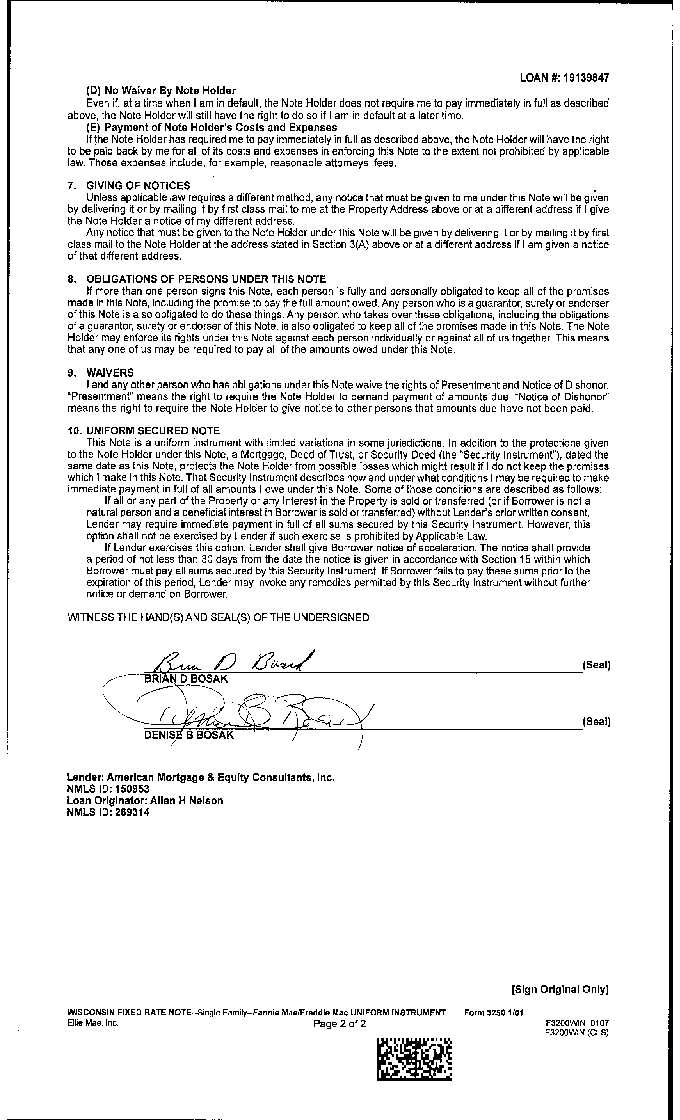 LOAN #: 19139847
(D) No Waiver By Note Holder
Even if, at a time when I am in default, the Note Holder does not require me to pay immediately in full as described
above, the Note Holder will still have the right to do so if I am in default at a later time.
(E) Payment of Note Holder's Costs and Expenses
If the Note Holder has required me to pay immediately in full as described above, the Note Holder will have the right
to be paid back by me for all of its costs and expenses in enforcing this Note to the extent not prohibited by applicable
law. Those expenses include, for example, reasonable attorneys' fees.
7. GIVING OF NOTICES
Unless applicable law requires a different method, any notice that must be given to me under this Note will be given
by delivering it or by mailing it by first class mail to me at the Property Address above or at a different address if I give
the Note Holder a notice of my different address.
Any notice that must be given to the Note Holder under this Note will be given by delivering it or by mailing it by first
class mail to the Note Holder at the address stated in Section 3(A) above or at a different address if I am given a notice
of that different address.
8. OBLIGATIONS OF PERSONS UNDER THIS NOTE
If more than one person signs this Note, each person is fully and personally obligated to keep all of the promises
made in this Note, including the promise to pay the full amount owed. Any person who is a guarantor, surety or endorser
of this Note is also obligated to do these things. Any person who takes over these obligations, including the obligations
of a guarantor, surety or endorser of this Note, is also obligated to keep all of the promises made in this Note. The Note
Holder may enforce its rights under this Note against each person individually or against all of us together. This means
that any one of us may be required to pay all of the amounts owed under this Note.
9. WAIVERS
I and any other person who has obligations under this Note waive the rights of Presentment and Notice of Dishonor.
"Presentment" means the right to require the Note Holder to demand payment of amounts due. "Notice of Dishonor"
means the right to require the Note Holder to give notice to other persons that amounts due have not been paid.
10. UNIFORM SECURED NOTE
This Note is a uniform instrument with limited variations in some jurisdictions. In addition to the protections given
to the Note Holder under this Note, a Mortgage, Deed of Trust, or Security Deed (the "Security Instrument"), dated the
same date as this Note, protects the Note Holder from possible losses which might result if I do not keep the promises
which I make in this Note. That Security Instrument describes how and under what conditions I may be required to make
immediate payment in full of all amounts I owe under this Note. Some of those conditions are described as follows:
If all or any part of the Property or any Interest in the Property is sold or transferred (or if Borrower is not a
natural person and a beneficial interest in Borrower is sold or transferred) without Lender's prior written consent,
Lender may require immediate payment in full of all sums secured by this Security Instrument. However, this
option shall not be exercised by Lender if such exercise is prohibited by Applicable Law.
If Lender exercises this option, Lender shall give Borrower notice of acceleration. The notice shall provide
a period of not less than 30 days from the date the notice is given in accordance with Section 15 within which
Borrower must pay all sums secured by this Security Instrument. If Borrower fails to pay these sums prior to the
expiration of this period, Lender may invoke any remedies permitted by this Security Instrument without further
notice or demand on Borrower.
WITNESS THE HAND(S) AND SEAL(S) OF THE UNDERSIGNED
Brian D Bosak (Seal)
BRIAN D BOSAK
Denise B Bosak (Seal)
DENISE B BOSAK
Lender: American Mortgage & Equity Consultants, Inc.
NMLS ID: 150953
Loan Originator: Allan H Nelson
NMLS ID: 269314
[Sign Original Only]
WISCONSIN FIXED RATE NOTE--Single Family--Fannie Mae/Freddie Mac UNIFORM INSTRUMENT Form 3250 1/01
Ellie Mae, Inc. Page 2 of 2 F3200WIN 0107
F3200WIN (CLS)